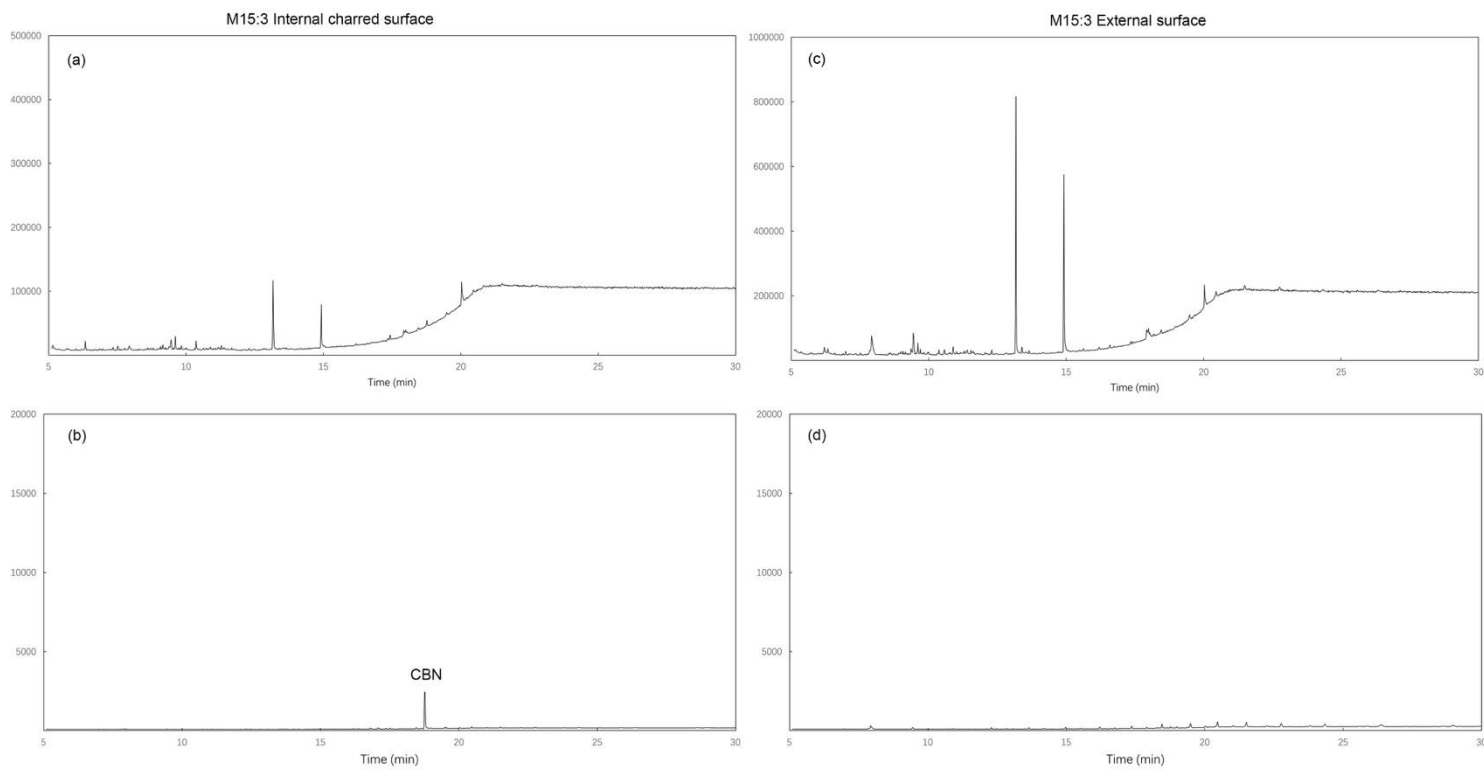 M15:3 Internal charred surface
(a)
500000
400000
300000
200000
100000
5 10 15 20 25 30
Time (min)
M15:3 External surface
(c)
1000000
800000
600000
400000
200000
5 10 15 20 25 30
Time (min)
(b)
20000
15000
10000
5000
CBN
5 10 15 20 25 30
Time (min)
(d)
20000
15000
10000
5000
5 10 15 20 25 30
Time (min)